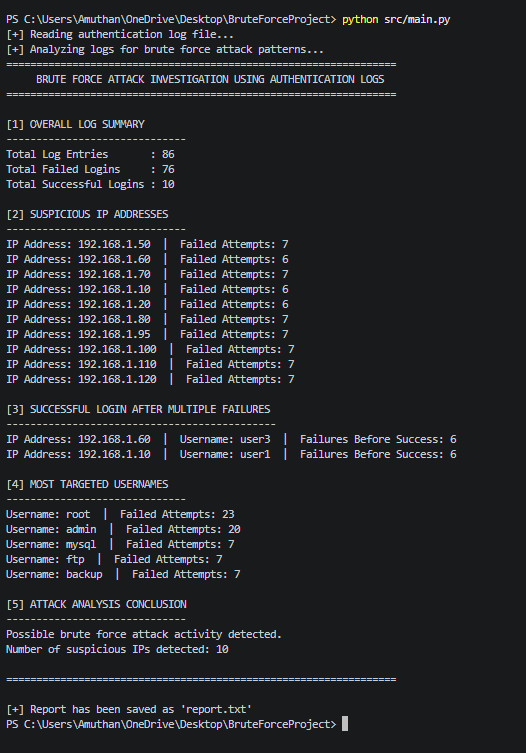 PS C:\Users\Amuthan\OneDrive\Desktop\BruteForceProject> python src/main.py
[+] Reading authentication log file...
[+] Analyzing logs for brute force attack patterns...
=================================================================
     BRUTE FORCE ATTACK INVESTIGATION USING AUTHENTICATION LOGS
=================================================================

[1] OVERALL LOG SUMMARY
------------------------------
Total Log Entries       : 86
Total Failed Logins     : 76
Total Successful Logins : 10

[2] SUSPICIOUS IP ADDRESSES
------------------------------
IP Address: 192.168.1.50  |  Failed Attempts: 7
IP Address: 192.168.1.60  |  Failed Attempts: 6
IP Address: 192.168.1.70  |  Failed Attempts: 7
IP Address: 192.168.1.10  |  Failed Attempts: 6
IP Address: 192.168.1.20  |  Failed Attempts: 6
IP Address: 192.168.1.80  |  Failed Attempts: 7
IP Address: 192.168.1.95  |  Failed Attempts: 7
IP Address: 192.168.1.100  |  Failed Attempts: 7
IP Address: 192.168.1.110  |  Failed Attempts: 7
IP Address: 192.168.1.120  |  Failed Attempts: 7

[3] SUCCESSFUL LOGIN AFTER MULTIPLE FAILURES
---------------------------------------------
IP Address: 192.168.1.60  |  Username: user3  |  Failures Before Success: 6
IP Address: 192.168.1.10  |  Username: user1  |  Failures Before Success: 6

[4] MOST TARGETED USERNAMES
------------------------------
Username: root  |  Failed Attempts: 23
Username: admin  |  Failed Attempts: 20
Username: mysql  |  Failed Attempts: 7
Username: ftp  |  Failed Attempts: 7
Username: backup  |  Failed Attempts: 7

[5] ATTACK ANALYSIS CONCLUSION
------------------------------
Possible brute force attack activity detected.
Number of suspicious IPs detected: 10

=================================================================

[+] Report has been saved as 'report.txt'
PS C:\Users\Amuthan\OneDrive\Desktop\BruteForceProject>